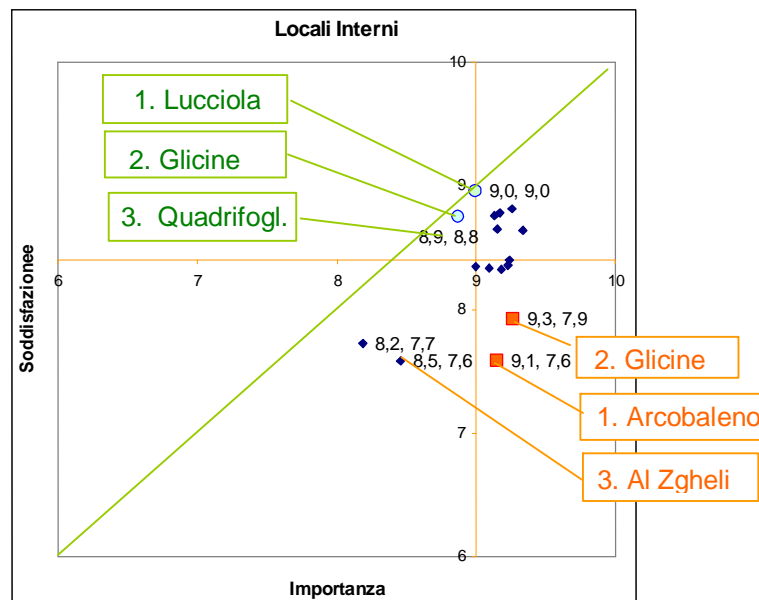 Locali Interni
10
1. Lucciola
2. Glicine
9
9,0, 9,0
3. Quadrifogl.
8,9, 8,8
6
7
8
9
10
8
9,3, 7,9
8,2, 7,7
8,5, 7,6
9,1, 7,6
2. Glicine
1. Arcobaleno
7
3. Al Zgheli
6
Soddisfazionee
Importanza